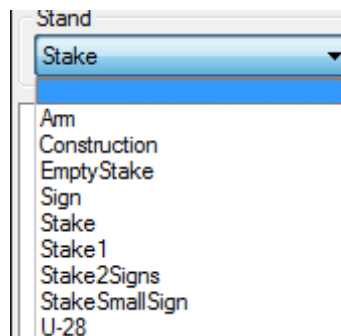 Stand
Stake
Arm
Construction
EmptyStake
Sign
Stake
Stake1
Stake2Signs
StakeSmallSign
U-28